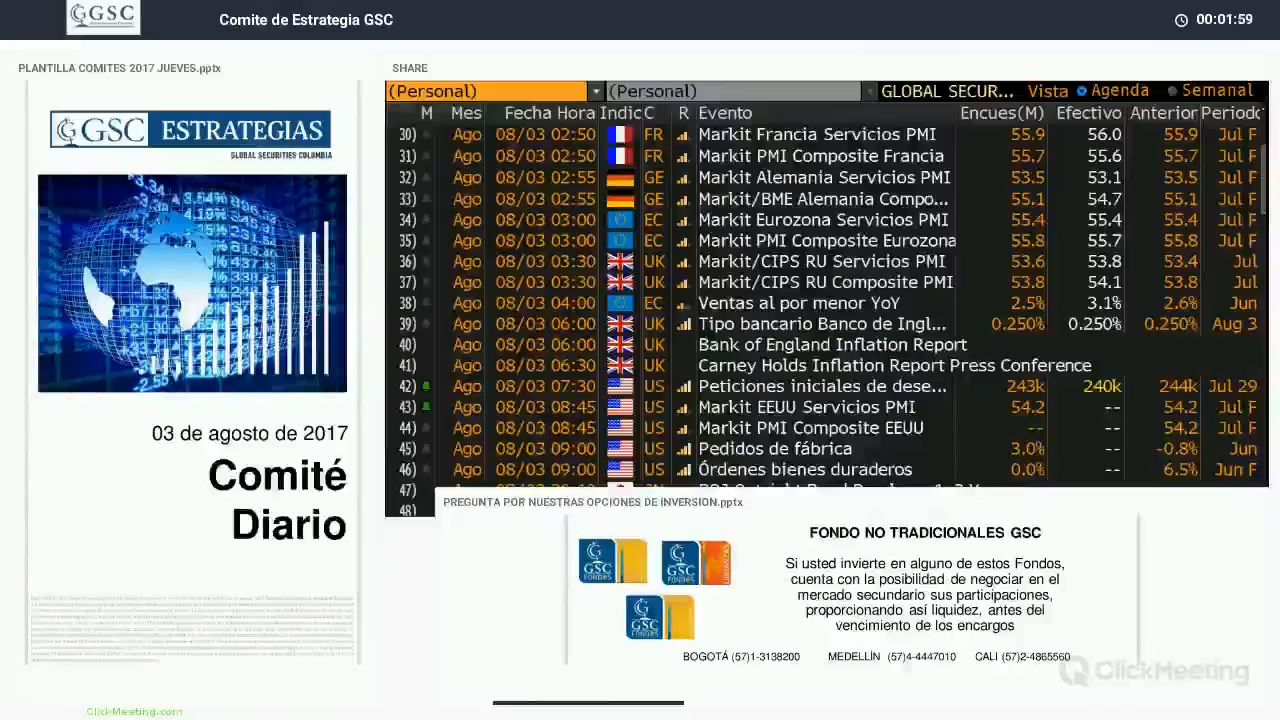 GSC
Comite de Estrategia GSC
00:01:59
PLANTILLA COMITES 2017 JUEVES.pptx
GSC ESTRATEGIAS
GLOBAL SECURITIES COLUMBIA
03 de agosto de 2017
Comité
Diario
SHARE
(Personal) (Personal) GLOBAL SECUR... Vista Agenda Semanal
M Mes Fecha Hora Indic C R Evento Encues(M) Efectivo Anterior Periodo
30) Ago 08/03 02:50 FR Markit Francia Servicios PMI 55.9 56.0 55.9 Jul F
31) Ago 08/03 02:50 FR Markit PMI Composite Francia 55.7 55.6 55.7 Jul F
32) Ago 08/03 02:55 GE Markit Alemania Servicios PMI 53.5 53.1 53.5 Jul F
33) Ago 08/03 02:55 GE Markit/BME Alemania Compo... 55.1 54.7 55.1 Jul F
34) Ago 08/03 03:00 EC Markit Eurozona Servicios PMI 55.4 55.4 55.4 Jul F
35) Ago 08/03 03:00 EC Markit PMI Composite Eurozona 55.8 55.7 55.8 Jul F
36) Ago 08/03 03:30 UK Markit/CIPS RU Servicios PMI 53.6 53.8 53.4 Jul
37) Ago 08/03 03:30 UK Markit/CIPS RU Composite PMI 53.8 54.1 53.8 Jul
38) Ago 08/03 04:00 EC Ventas al por menor YoY 2.5% 3.1% 2.6% Jun
39) Ago 08/03 06:00 UK Tipo bancario Banco de Ingl... 0.250% 0.250% 0.250% Aug 3
40) Ago 08/03 06:00 UK Bank of England Inflation Report
41) Ago 08/03 06:30 UK Carney Holds Inflation Report Press Conference
42) Ago 08/03 07:30 US Peticiones iniciales de dese... 243k 240k 244k Jul 29
43) Ago 08/03 08:45 US Markit EEUU Servicios PMI 54.2 -- 54.2 Jul F
44) Ago 08/03 08:45 US Markit PMI Composite EEUU -- -- 54.2 Jul F
45) Ago 08/03 09:00 US Pedidos de fábrica 3.0% -- -0.8% Jun
46) Ago 08/03 09:00 US Órdenes bienes duraderos 0.0% -- 6.5% Jun F
47)
48)
PREGUNTA POR NUESTRAS OPCIONES DE INVERSION.pptx
GSC FONDOS
GSC
GSC FONDOS
FONDO NO TRADICIONALES GSC
Si usted invierte en alguno de estos Fondos,
cuenta con la posibilidad de negociar en el
mercado secundario sus participaciones,
proporcionando así liquidez, antes del
vencimiento de los encargos
BOGOTÁ (57)1-3138200 MEDELLÍN (57)4-4447010 CALI (57)2-4865560
ClickMeeting
ClickMeeting.com